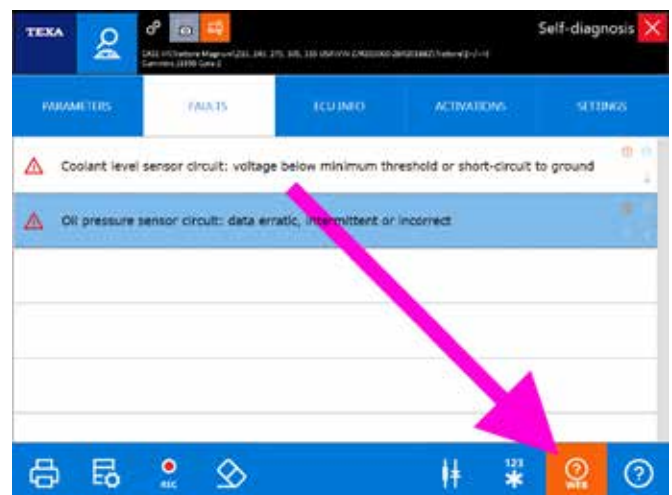 TEXA
Self-diagnosis
PARAMETERS
FAULTS
ECU INFO
ACTIVATIONS
SETTINGS
Coolant level sensor circuit: voltage below minimum threshold or short-circuit to ground
Oil pressure sensor circuit: data erratic, intermittent or incorrect
REC
123
WEB